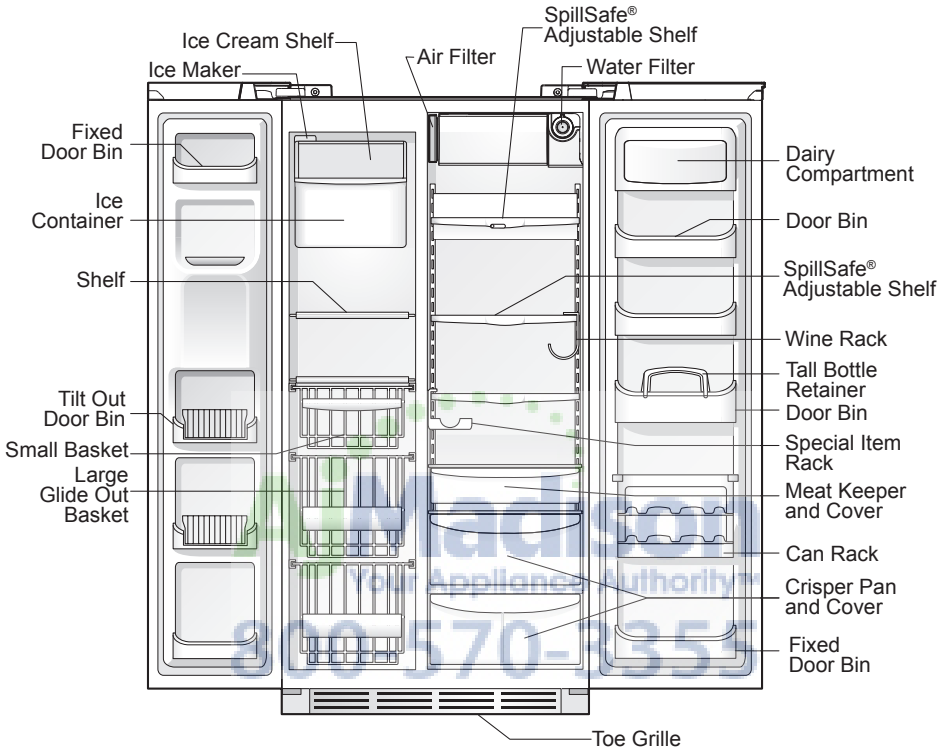 SpillSafe®
Adjustable Shelf
Ice Cream Shelf
Air Filter
Ice Maker
Water Filter
Fixed
Door Bin
Dairy
Compartment
Ice
Container
Door Bin
Shelf
SpillSafe®
Adjustable Shelf
Wine Rack
Tall Bottle
Retainer
Tilt Out
Door Bin
Door Bin
Small Basket
Special Item
Rack
Large
Glide Out
Basket
Meat Keeper
and Cover
AjMadison
Can Rack
Your Appliance Authority™
Crisper Pan
and Cover
800-570-3355
Fixed
Door Bin
Toe Grille